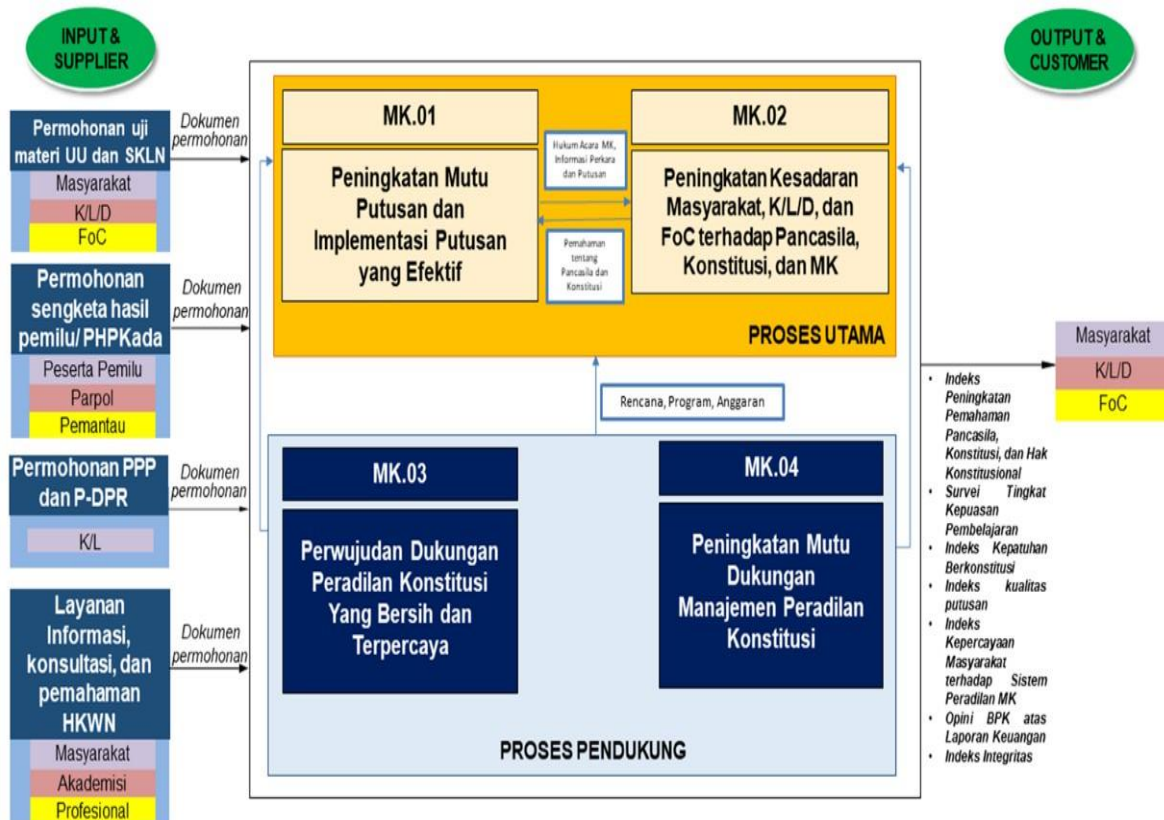 INPUT &
SUPPLIER
Permohonan uji
materi UU dan SKLN
Masyarakat
K/L/D
FoC
Dokumen
permohonan
Permohonan
sengketa hasil
pemilu/ PHPKada
Peserta Pemilu
Parpol
Pemantau
Dokumen
permohonan
Permohonan PPP
dan P-DPR
K/L
Dokumen
permohonan
Layanan
Informasi,
konsultasi, dan
pemahaman
HKWN
Masyarakat
Akademisi
Profesional
Dokumen
permohonan
MK.01
Peningkatan Mutu
Putusan dan
Implementasi Putusan
yang Efektif
Hukum Acara MK,
Informasi Perkara
dan Putusan
Pemahaman
tentang
Pancasila dan
Konstitusi
MK.02
Peningkatan Kesadaran
Masyarakat, K/L/D, dan
FoC terhadap Pancasila,
Konstitusi, dan MK
PROSES UTAMA
Rencana, Program, Anggaran
MK.03
Perwujudan Dukungan
Peradilan Konstitusi
Yang Bersih dan
Terpercaya
MK.04
Peningkatan Mutu
Dukungan
Manajemen Peradilan
Konstitusi
PROSES PENDUKUNG
OUTPUT &
CUSTOMER
Masyarakat
K/L/D
FoC
• Indeks
Peningkatan
Pemahaman
Pancasila,
Konstitusi, dan Hak
Konstitusional
• Survei Tingkat
Kepuasan
Pembelajaran
• Indeks Kepatuhan
Berkonstitusi
• Indeks kualitas
putusan
• Indeks
Kepercayaan
Masyarakat
terhadap Sistem
Peradilan MK
• Opini BPK atas
Laporan Keuangan
• Indeks Integritas